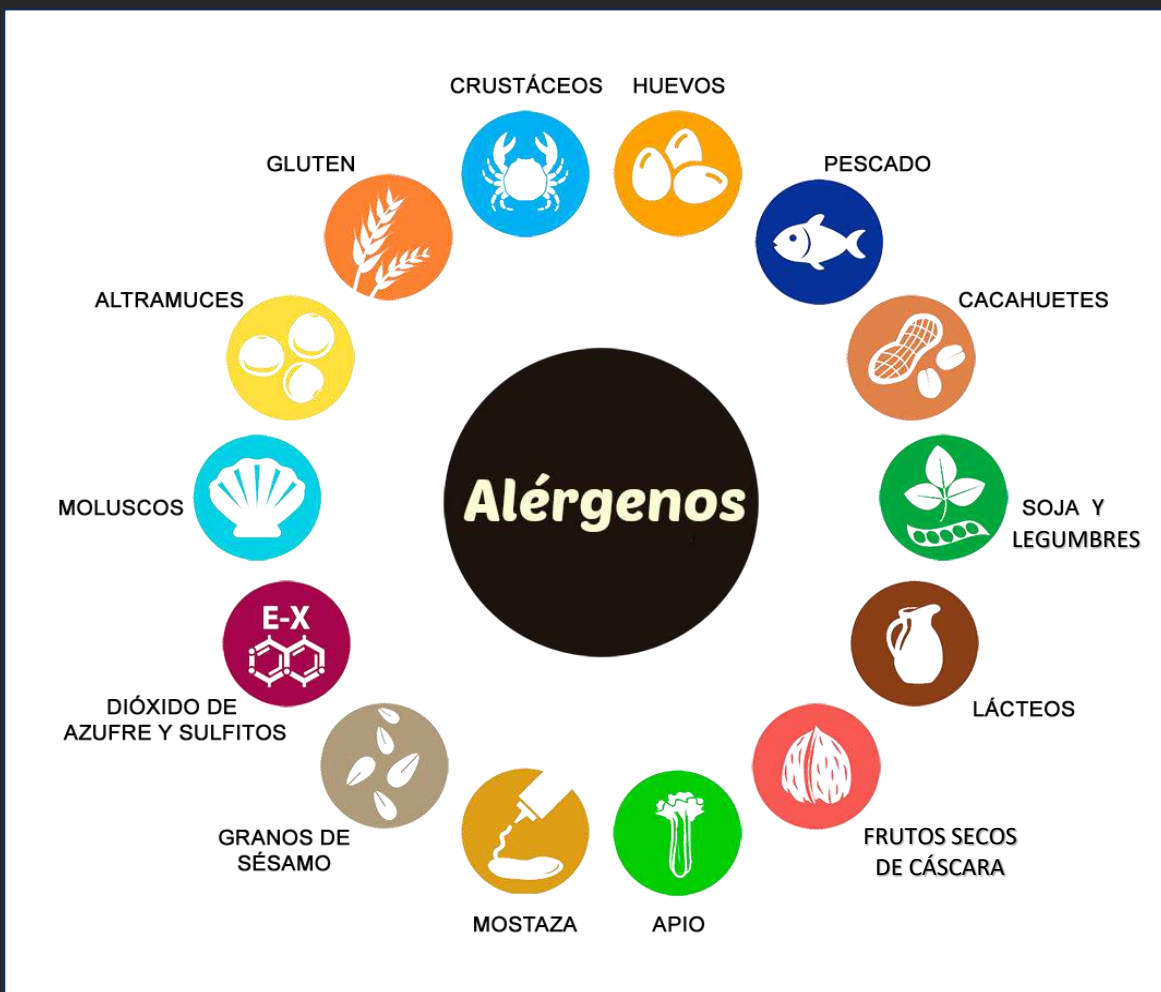 CRUSTÁCEOS
HUEVOS
PESCADO
CACAHUETES
SOJA Y
LEGUMBRES
LÁCTEOS
FRUTOS SECOS
DE CÁSCARA
APIO
MOSTAZA
GRANOS DE
SÉSAMO
DIÓXIDO DE
AZUFRE Y SULFITOS
E-X
MOLUSCOS
ALTRAMUCES
GLUTEN
Alérgenos